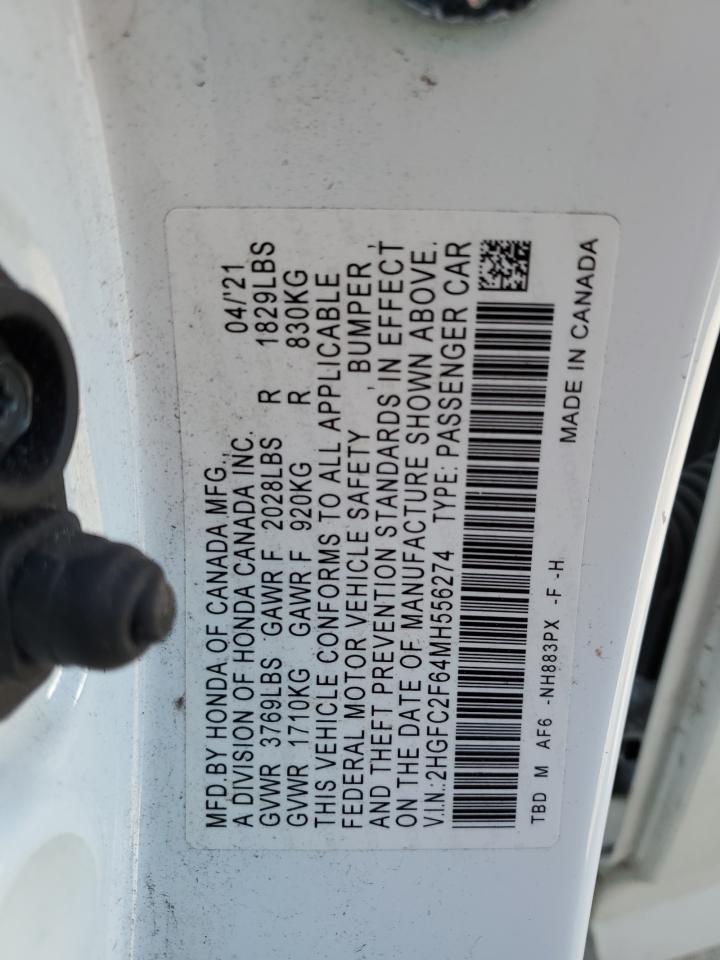 MFD.BY HONDA OF CANADA MFG., 04/'21
A DIVISION OF HONDA CANADA INC.
GVWR 3769LBS GAWR F 2028LBS R 1829LBS
GVWR 1710KG GAWR F 920KG R 830KG
THIS VEHICLE CONFORMS TO ALL APPLICABLE
FEDERAL MOTOR VEHICLE SAFETY , BUMPER ,
AND THEFT PREVENTION STANDARDS IN EFFECT
ON THE DATE OF MANUFACTURE SHOWN ABOVE.
V.I.N.:2HGFC2F64MH556274 TYPE: PASSENGER CAR
TBD M AF6 -NH883PX -F -H
MADE IN CANADA